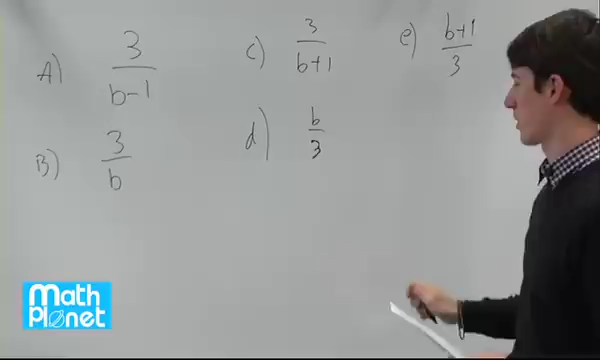 A) 3/(b-1)
B) 3/b
c) 3/(b+1)
d) b/3
e) (b+1)/3
Math
Planet